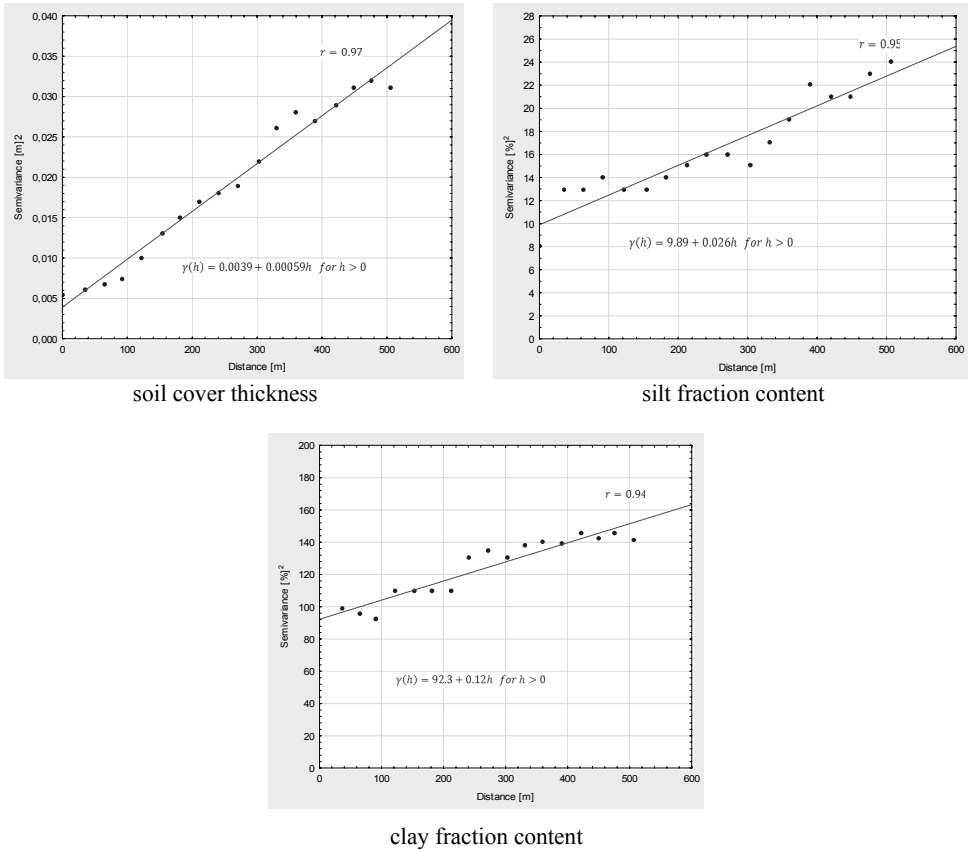 0,040
0,035
0,030
0,025
0,020
0,015
0,010
0,005
0,000
Semivariance [m]2
r = 0.97
γ(h) = 0.0039 + 0.00059h for h > 0
0 100 200 300 400 500 600
Distance [m]
soil cover thickness
28
26
24
22
20
18
16
14
12
10
8
6
4
2
0
Semivariance [%]²
r = 0.95
γ(h) = 9.89 + 0.026h for h > 0
0 100 200 300 400 500 600
Distance [m]
silt fraction content
200
180
160
140
120
100
80
60
40
20
0
Semivariance [%]²
r = 0.94
γ(h) = 92.3 + 0.12h for h > 0
0 100 200 300 400 500 600
Distance [m]
clay fraction content